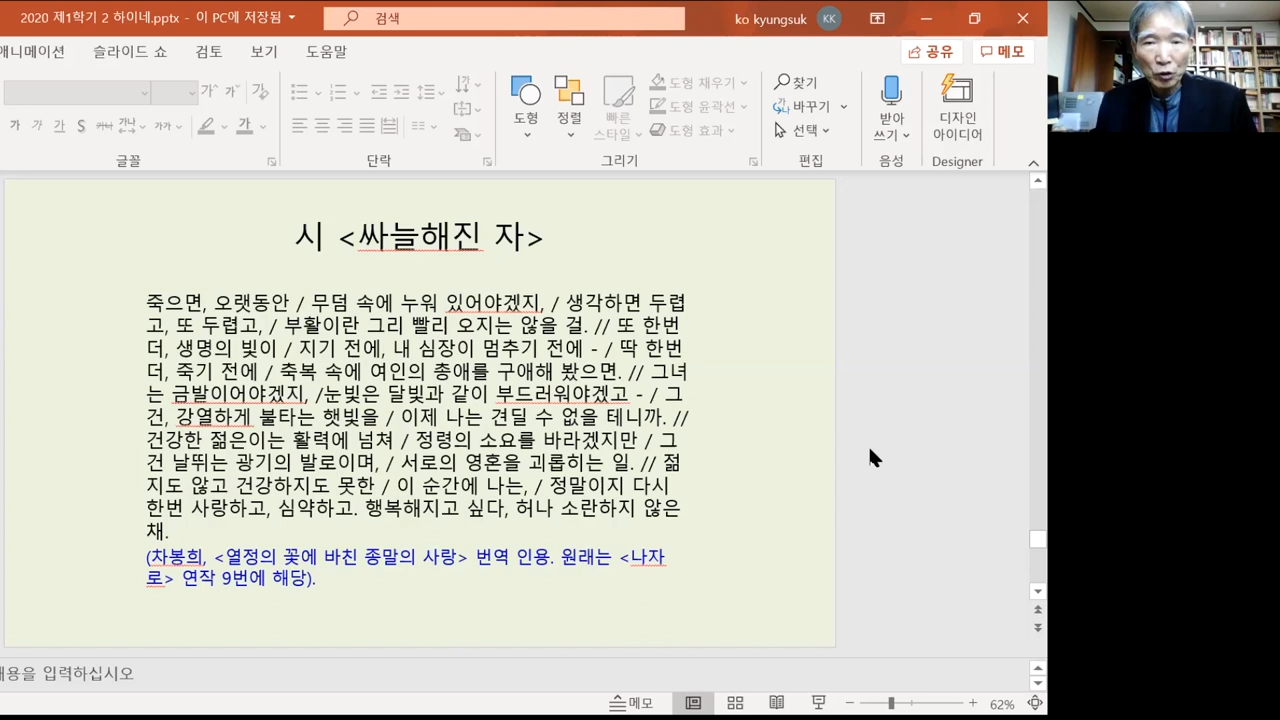 2020 제1학기 2 하이네.pptx - 이 PC에 저장됨
검색
ko kyungsuk
KK
애니메이션 슬라이드 쇼 검토 보기 도움말
공유
메모
가
가
가 가 가 S 가나 가가
가
도형
정렬
빠른
스타일
도형 채우기
도형 윤곽선
도형 효과
찾기
바꾸기
선택
받아
쓰기
디자인
아이디어
글꼴
단락
그리기
편집
음성
Designer
시 <싸늘해진 자>
죽으면, 오랫동안 / 무덤 속에 누워 있어야겠지, / 생각하면 두렵
고, 또 두렵고, / 부활이란 그리 빨리 오지는 않을 걸. // 또 한번
더, 생명의 빛이 / 지기 전에, 내 심장이 멈추기 전에 - / 딱 한번
더, 죽기 전에 / 축복 속에 여인의 총애를 구애해 봤으면. // 그녀
는 금발이어야겠지, /눈빛은 달빛과 같이 부드러워야겠고 - / 그
건, 강열하게 불타는 햇빛을 / 이제 나는 견딜 수 없을 테니까. //
건강한 젊은이는 활력에 넘쳐 / 정령의 소요를 바라겠지만 / 그
건 날뛰는 광기의 발로이며, / 서로의 영혼을 괴롭히는 일. // 젊
지도 않고 건강하지도 못한 / 이 순간에 나는, / 정말이지 다시
한번 사랑하고, 심약하고. 행복해지고 싶다, 허나 소란하지 않은
채.
(차봉희, <열정의 꽃에 바친 종말의 사랑> 번역 인용. 원래는 <나자
로> 연작 9번에 해당).
내용을 입력하십시오
메모
62%